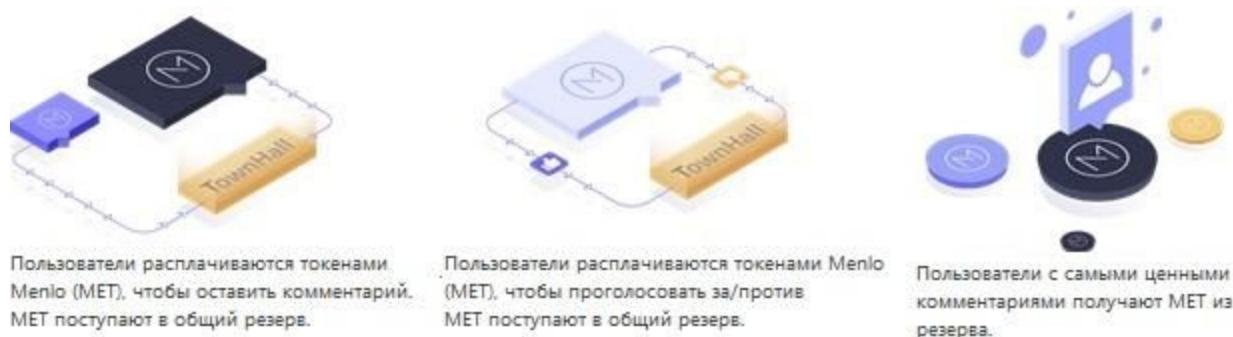 TownHall
TownHall
Пользователи расплачиваются токенами
Menlo (MET), чтобы оставить комментарий.
MET поступают в общий резерв.
Пользователи расплачиваются токенами Menlo
(MET), чтобы проголосовать за/против
MET поступают в общий резерв.
Пользователи с самыми ценными
комментариями получают MET из
резерва.